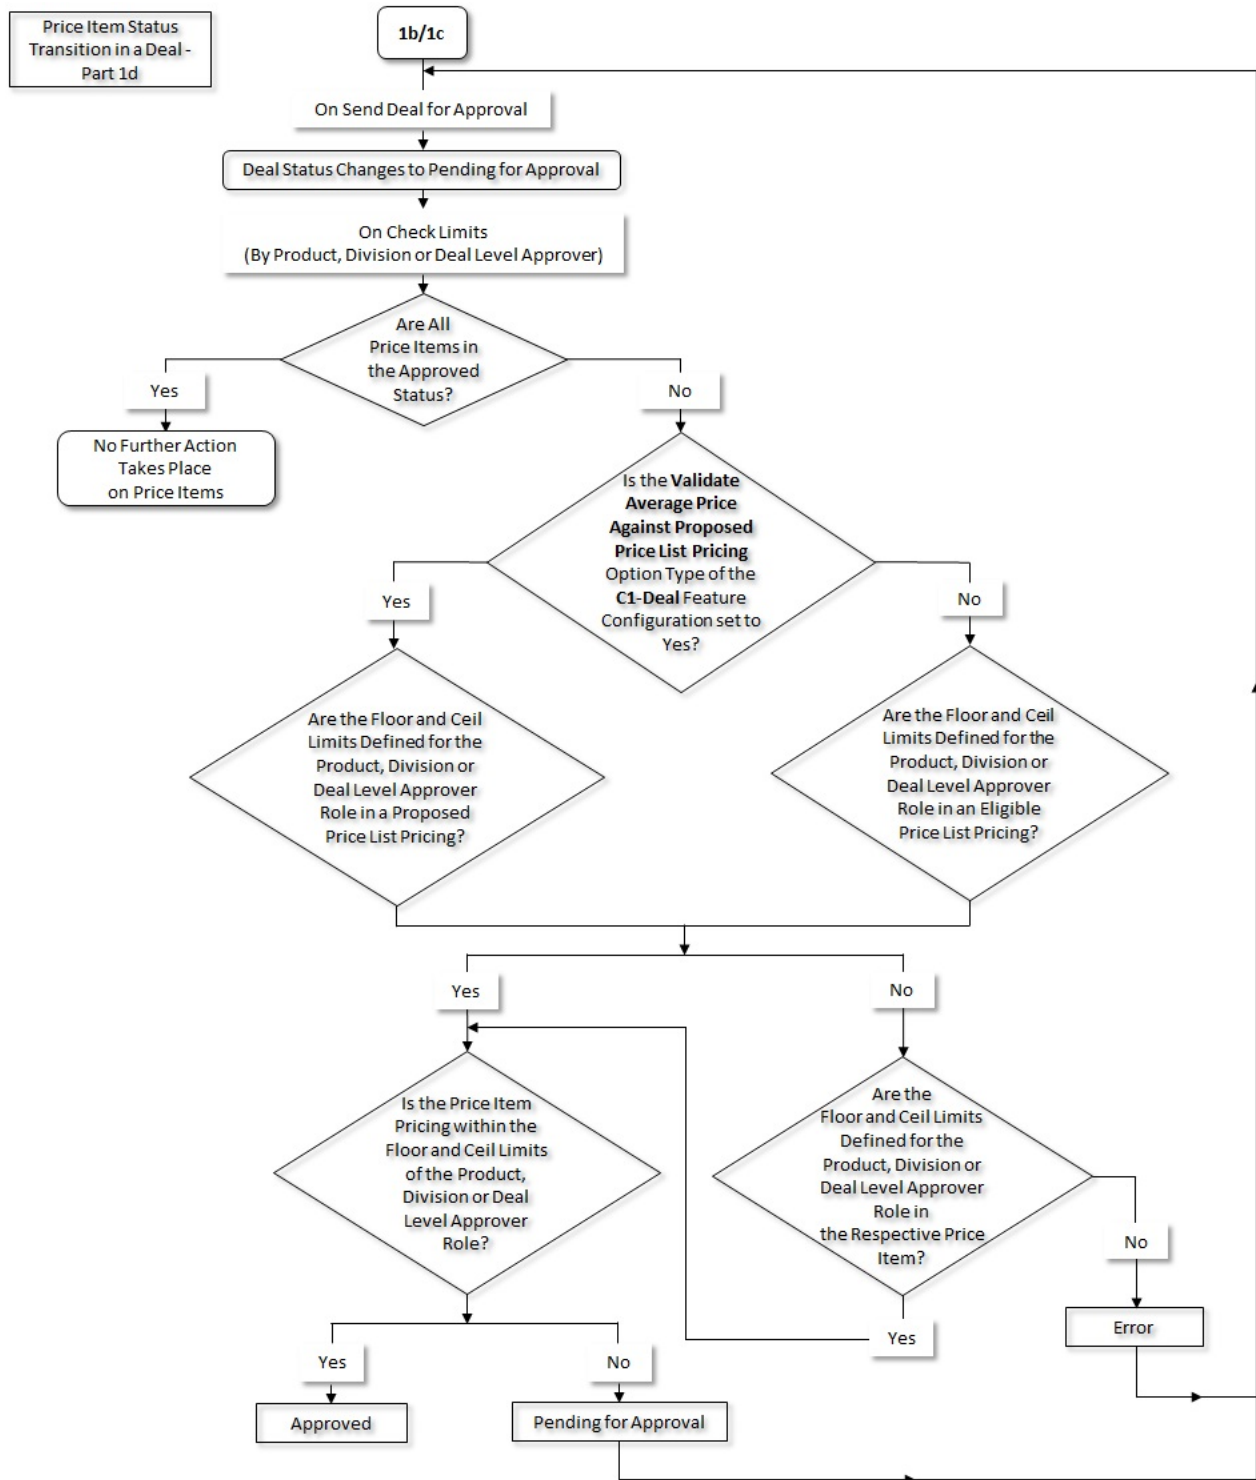 Price Item Status
Transition in a Deal -
Part 1d
1b/1c
On Send Deal for Approval
Deal Status Changes to Pending for Approval
On Check Limits
(By Product, Division or Deal Level Approver)
Are All
Price Items in
the Approved
Status?
Yes
No
No Further Action
Takes Place
on Price Items
Is the Validate
Average Price
Against Proposed
Price List Pricing
Option Type of the
C1-Deal Feature
Configuration set to
Yes?
Yes
No
Are the Floor and Ceil
Limits Defined for the
Product, Division or
Deal Level Approver
Role in a Proposed
Price List Pricing?
Are the Floor and Ceil
Limits Defined for the
Product, Division or
Deal Level Approver
Role in an Eligible
Price List Pricing?
Yes
No
Is the Price Item
Pricing within the
Floor and Ceil Limits
of the Product,
Division or Deal
Level Approver
Role?
Are the
Floor and Ceil Limits
Defined for the
Product, Division or
Deal Level Approver
Role in
the Respective Price
Item?
No
Error
Yes
Yes
No
Approved
Pending for Approval